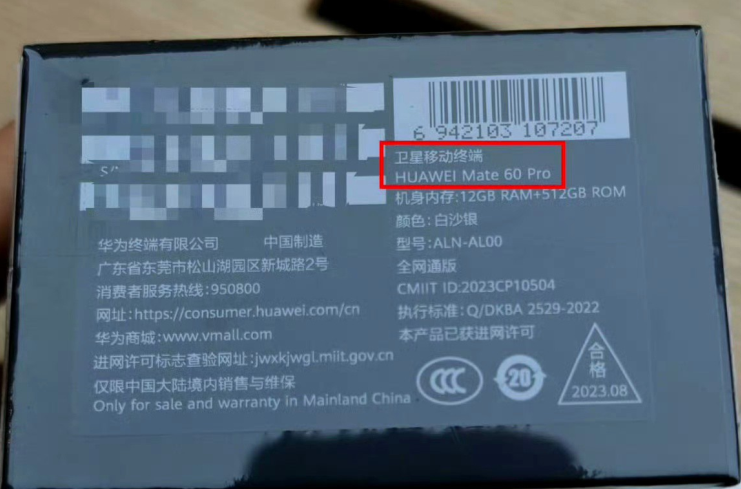 6 942103 107207
卫星移动终端
HUAWEI Mate 60 Pro
机身内存:12GB RAM+512GB ROM
颜色:白沙银
型号:ALN-AL00
全网通版
CMIIT ID:2023CP10504
执行标准:Q/DKBA 2529-2022
本产品已获进网许可
华为终端有限公司 中国制造
广东省东莞市松山湖园区新城路2号
消费者服务热线:950800
网址:https://consumer.huawei.com/cn
华为商城:www.vmall.com
进网许可标志查验网址:jwxkjwgl.miit.gov.cn
仅限中国大陆境内销售与维保
Only for sale and warranty in Mainland China
CCC
20
合格
2023.08